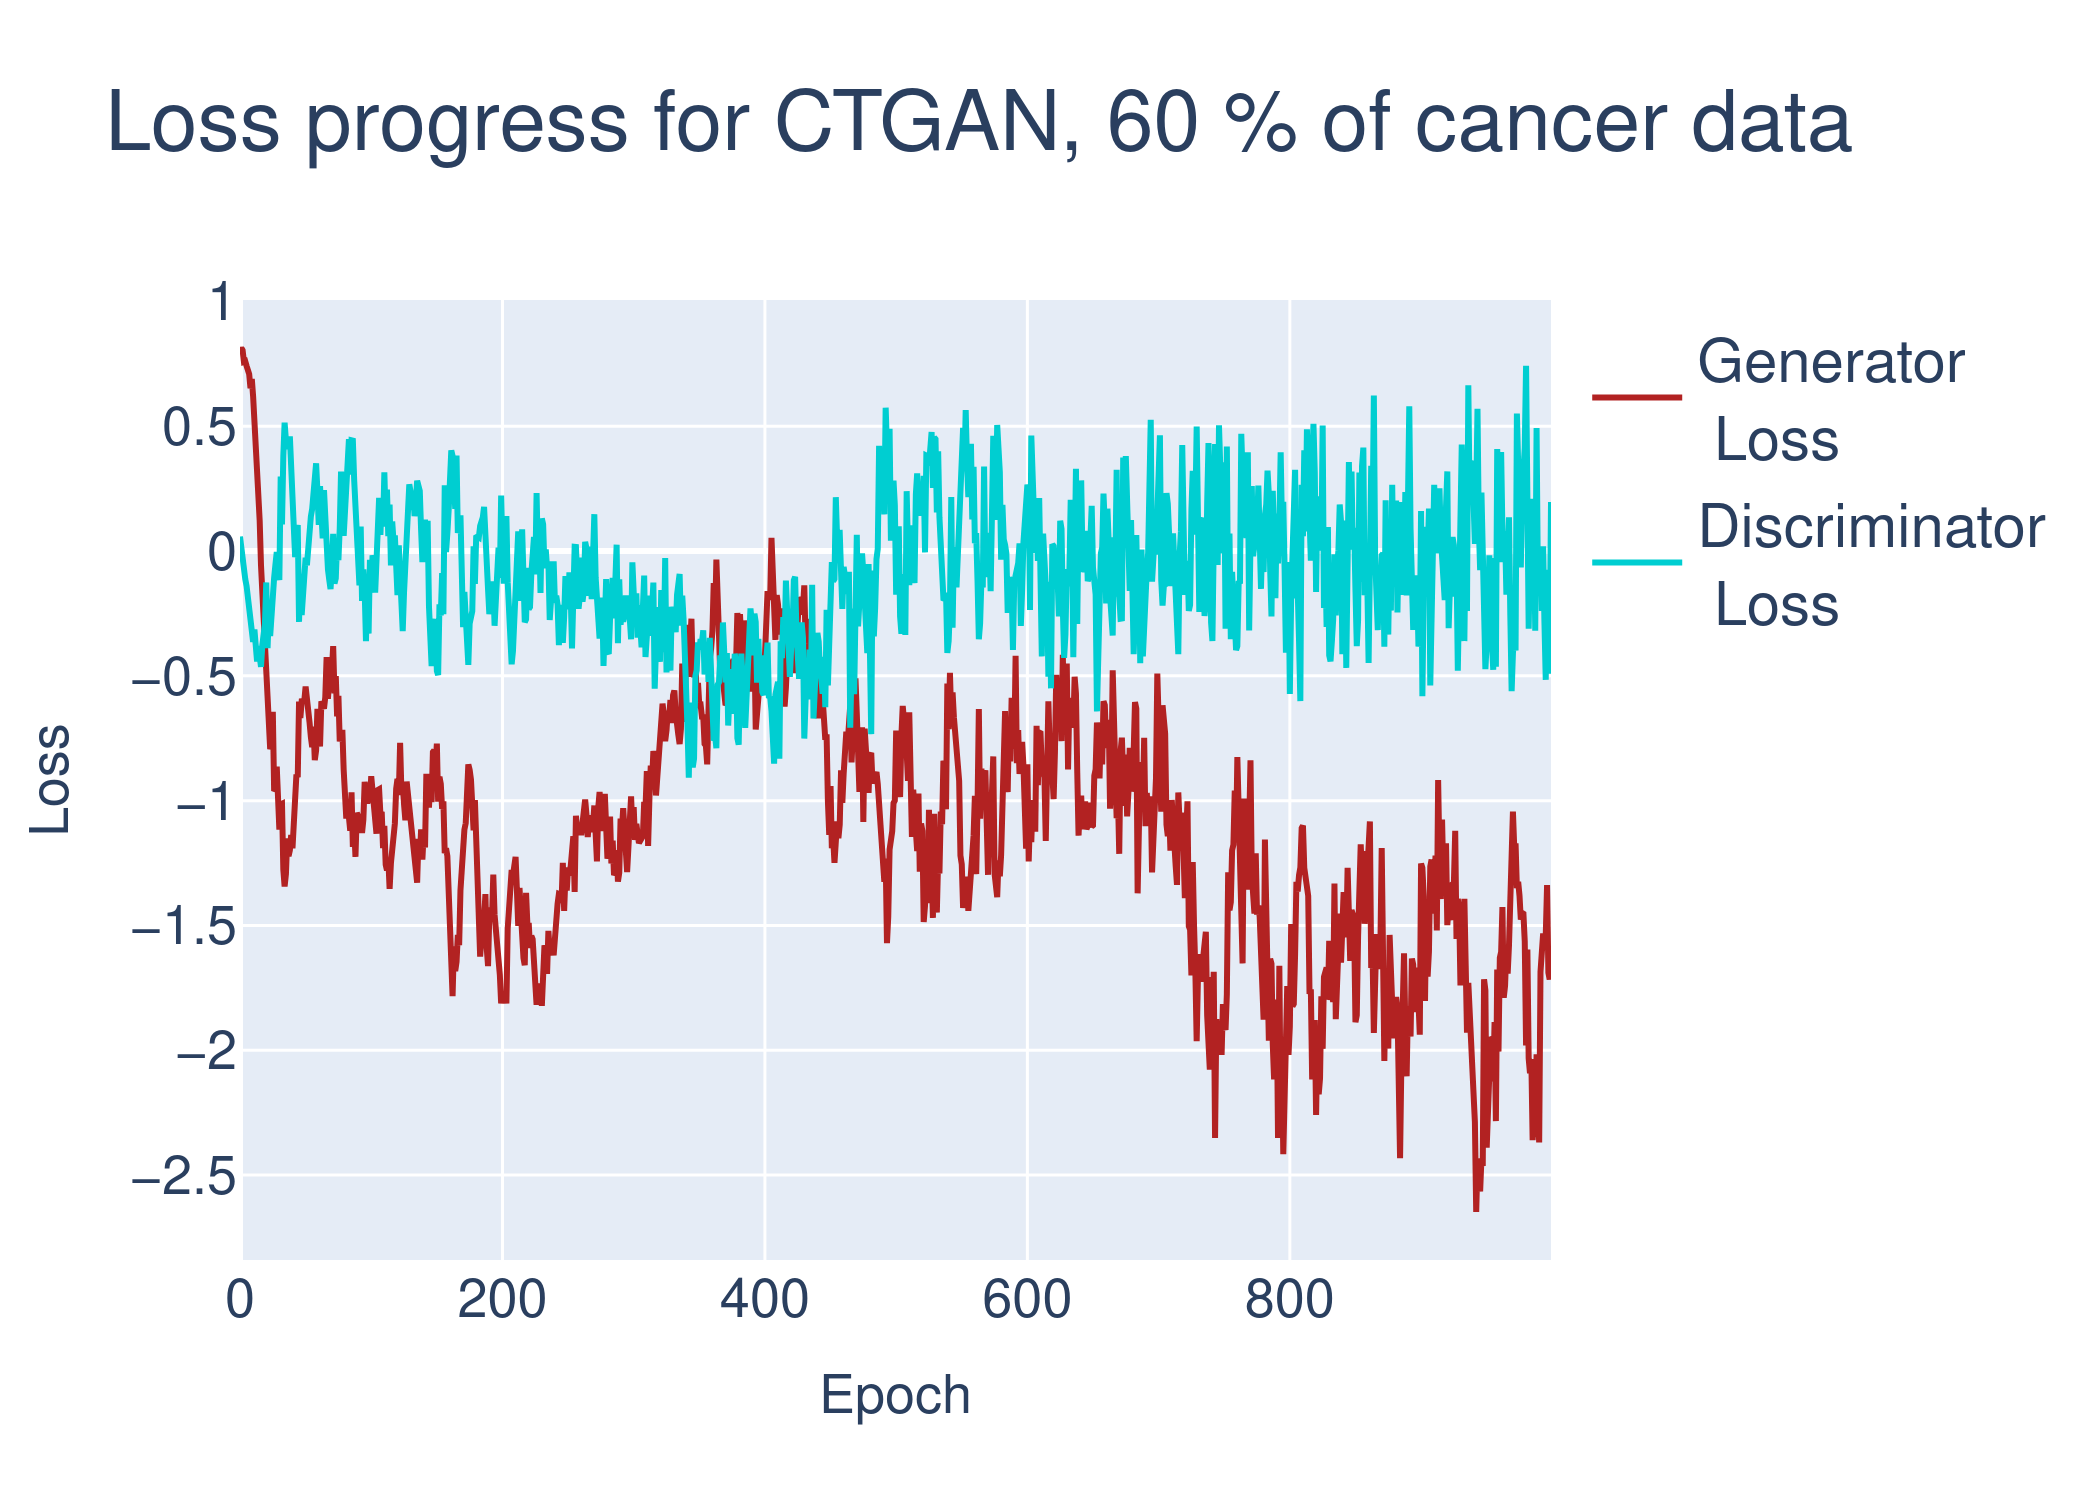 Loss progress for CTGAN, 60 % of cancer data
1
0.5
0
−0.5
−1
−1.5
−2
−2.5
Loss
0 200 400 600 800
Epoch
Generator
Loss
Discriminator
Loss